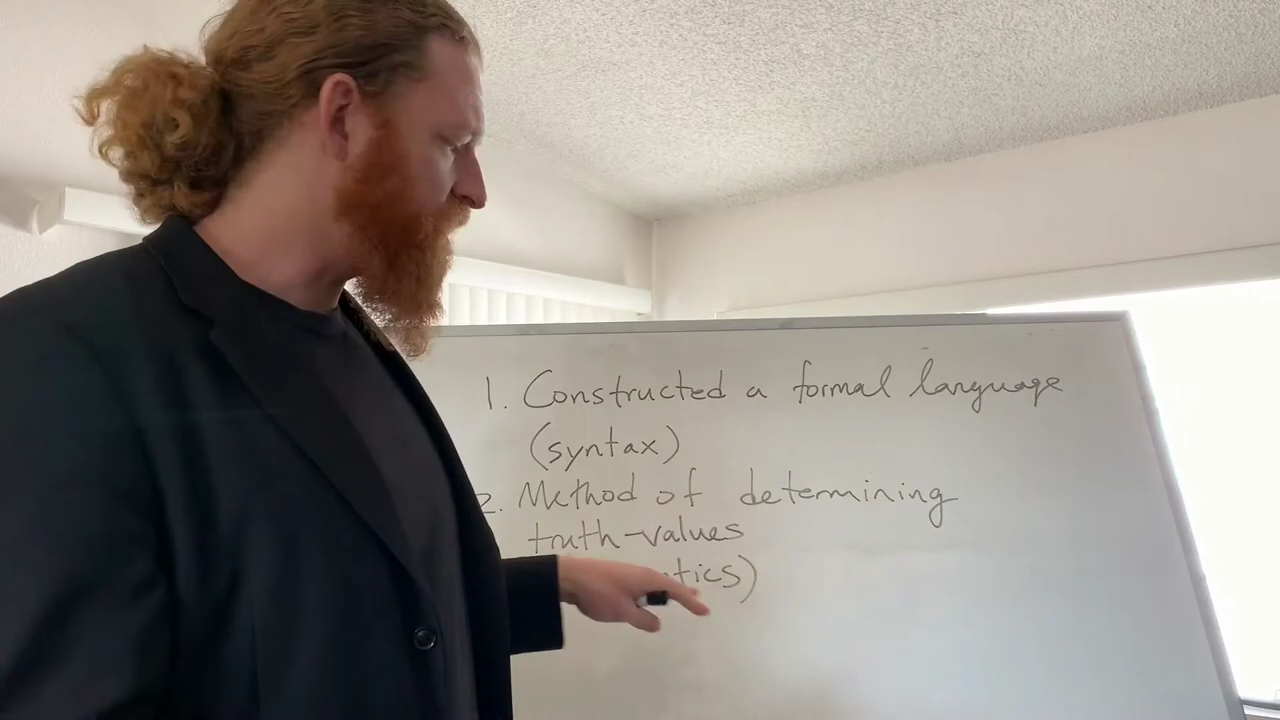 1. Constructed a formal language
(syntax)
2. Method of determining
truth-values
tics)